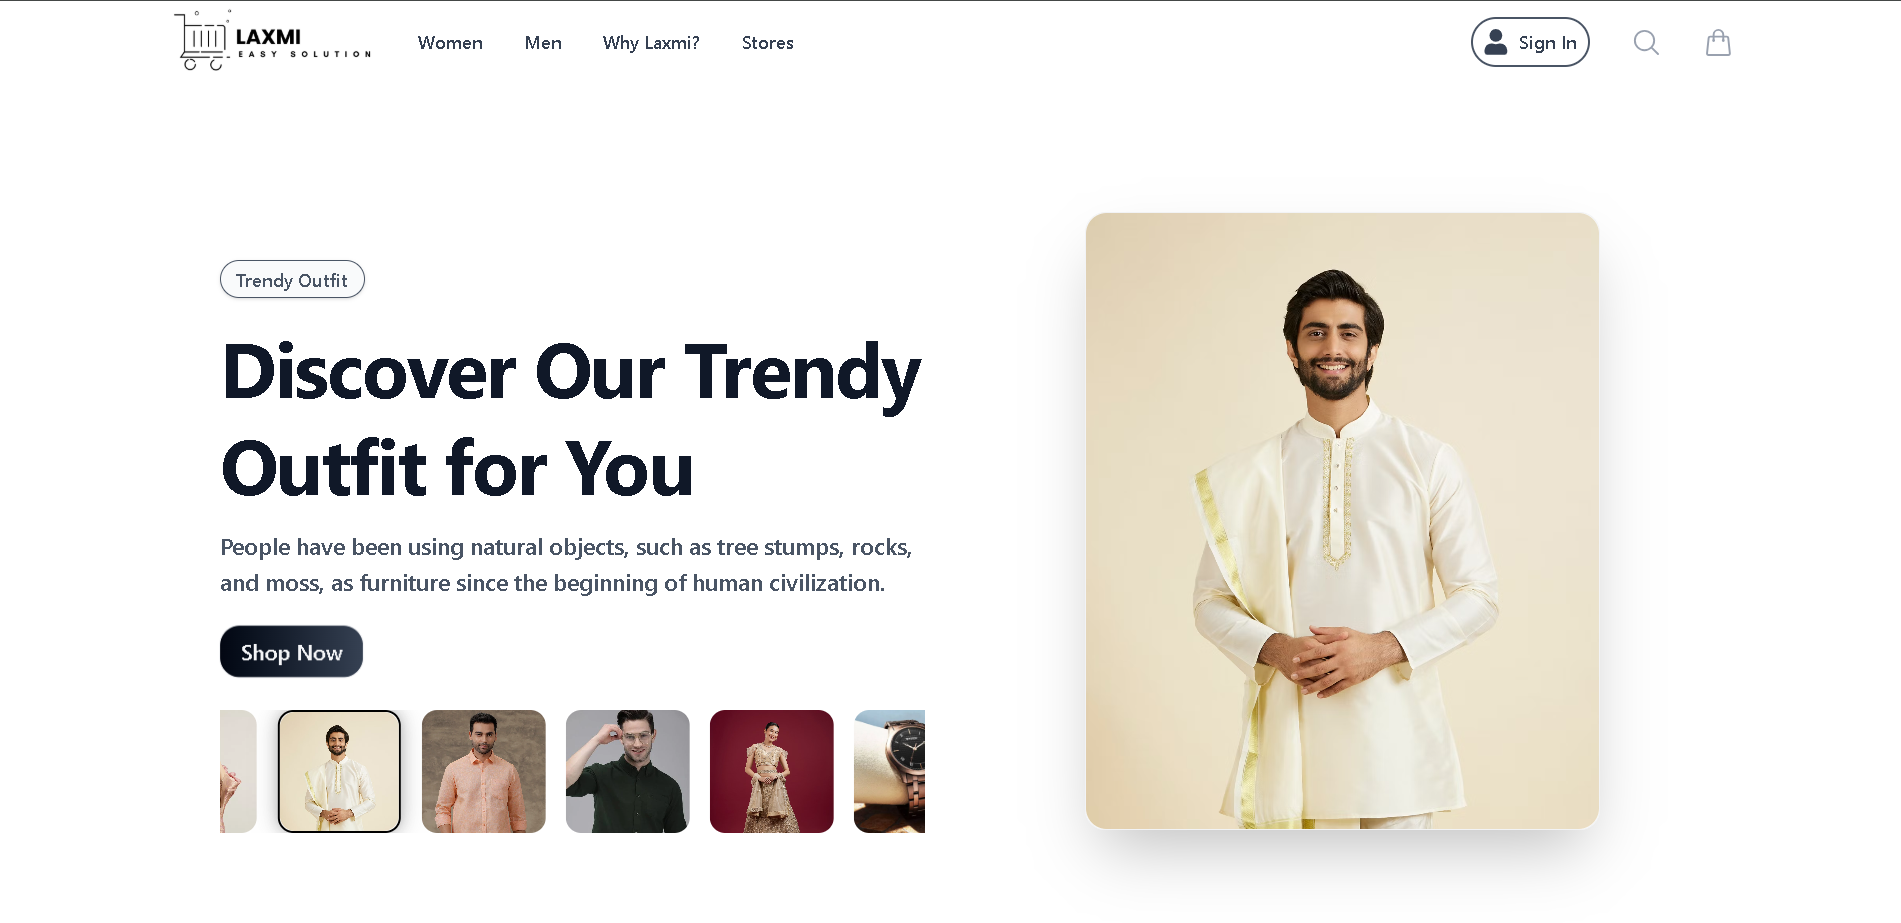 LAXMI
EASY SOLUTION
Women Men Why Laxmi? Stores
Sign In
Trendy Outfit
Discover Our Trendy
Outfit for You
People have been using natural objects, such as tree stumps, rocks,
and moss, as furniture since the beginning of human civilization.
Shop Now